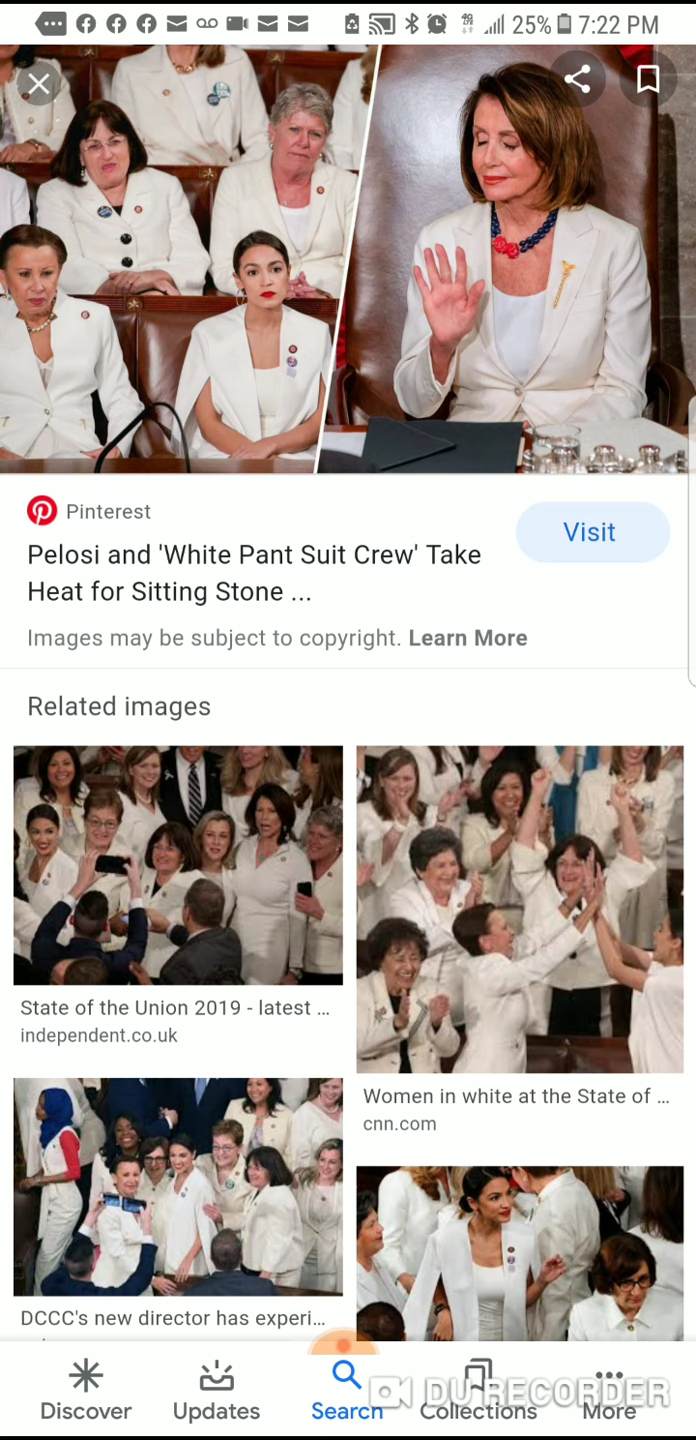 25% 7:22 PM
Pinterest
Visit
Pelosi and 'White Pant Suit Crew' Take
Heat for Sitting Stone ...
Images may be subject to copyright. Learn More
Related images
State of the Union 2019 - latest ...
independent.co.uk
Women in white at the State of ...
cnn.com
DCCC's new director has experi...
Discover Updates Search Collections More
DU RECORDER